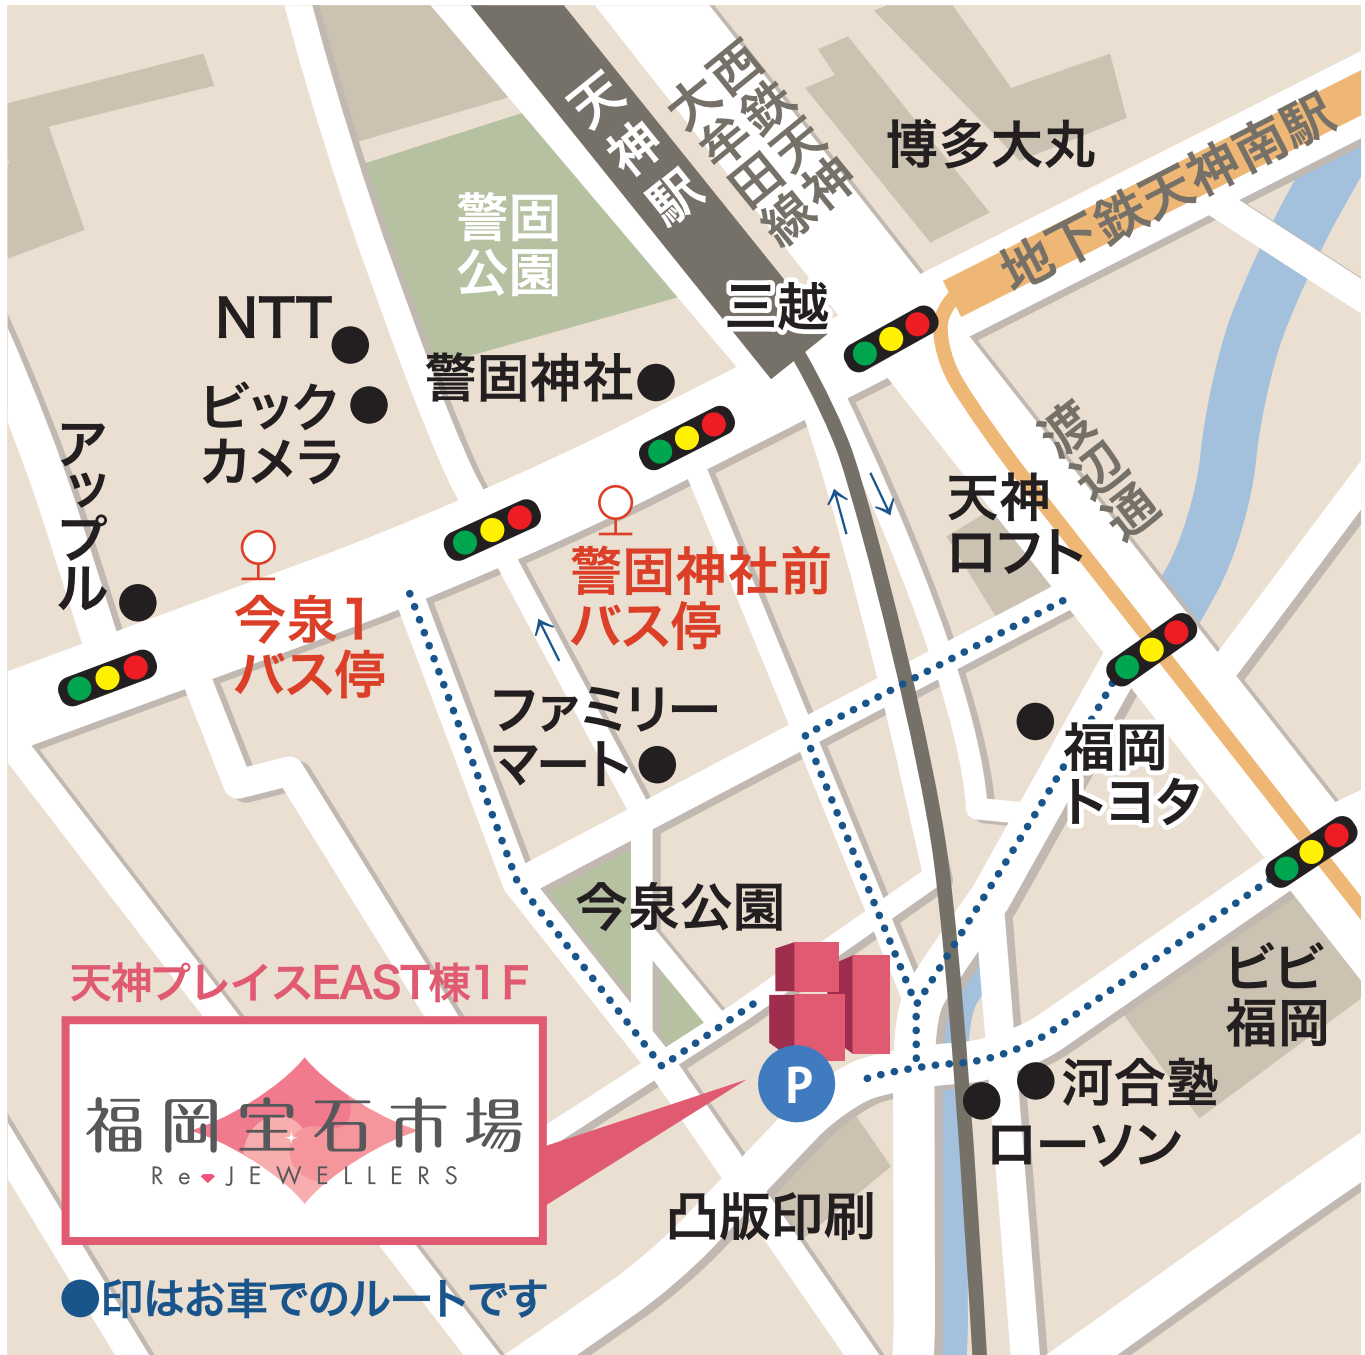 天神駅
西鉄天神
大牟田線
博多大丸
地下鉄天神南駅
警固
公園
三越
NTT
警固神社
ビック
カメラ
アップル
渡辺通
天神
ロフト
警固神社前
バス停
今泉1
バス停
ファミリー
マート
福岡
トヨタ
今泉公園
ビビ
福岡
天神プレイスEAST棟1F
福岡宝石市場
Re JEWELLERS
P
河合塾
ローソン
凸版印刷
●印はお車でのルートです